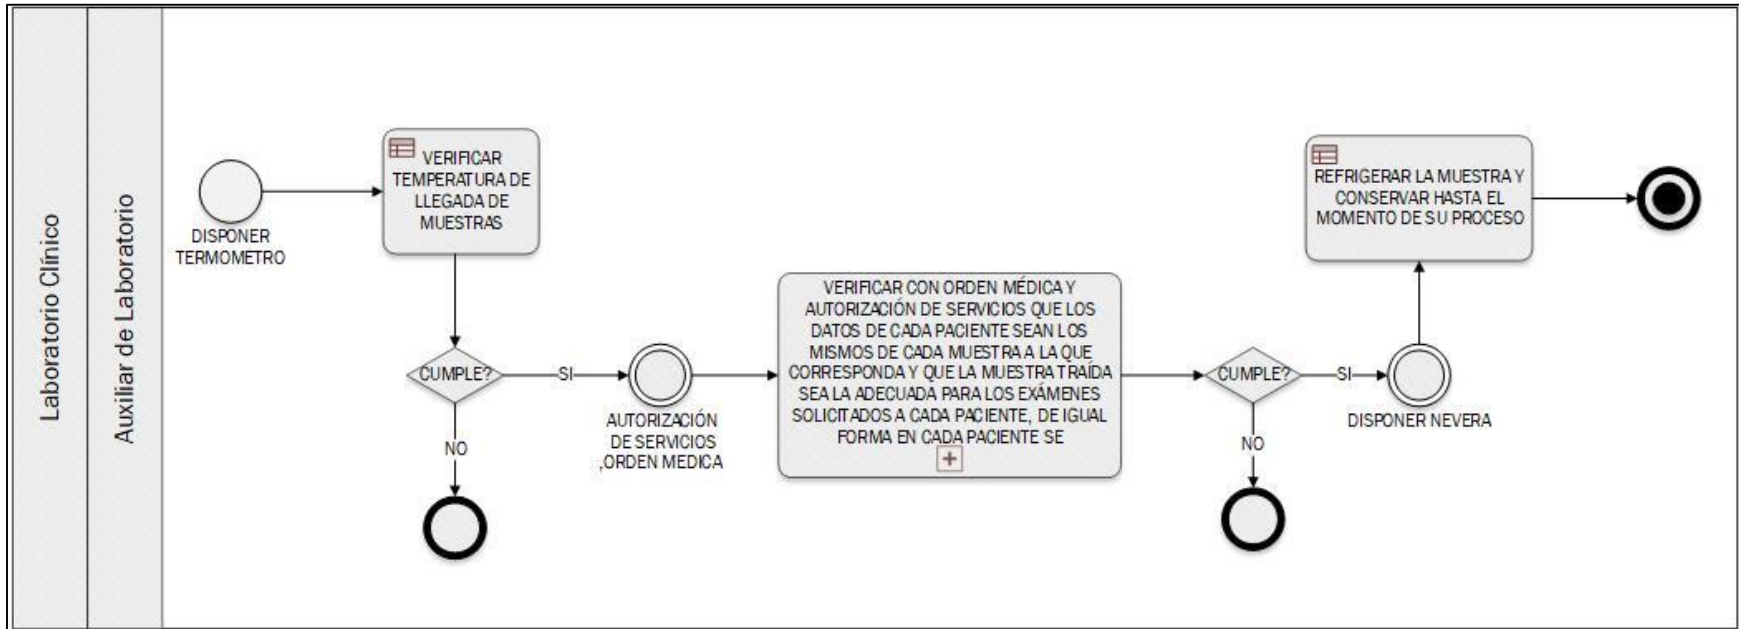 Laboratorio Clínico
Auxiliar de Laboratorio
DISPONER
TERMOMETRO
VERIFICAR
TEMPERATURA DE
LLEGADA DE
MUESTRAS
CUMPLE?
NO
SI
AUTORIZACIÓN
DE SERVICIOS
,ORDEN MEDICA
VERIFICAR CON ORDEN MÉDICA Y
AUTORIZACIÓN DE SERVICIOS QUE LOS
DATOS DE CADA PACIENTE SEAN LOS
MISMOS DE CADA MUESTRA A LA QUE
CORRESPONDA Y QUE LA MUESTRA TRAÍDA
SEA LA ADECUADA PARA LOS EXÁMENES
SOLICITADOS A CADA PACIENTE, DE IGUAL
FORMA EN CADA PACIENTE SE
CUMPLE?
NO
SI
DISPONER NEVERA
REFRIGERAR LA MUESTRA Y
CONSERVAR HASTA EL
MOMENTO DE SU PROCESO